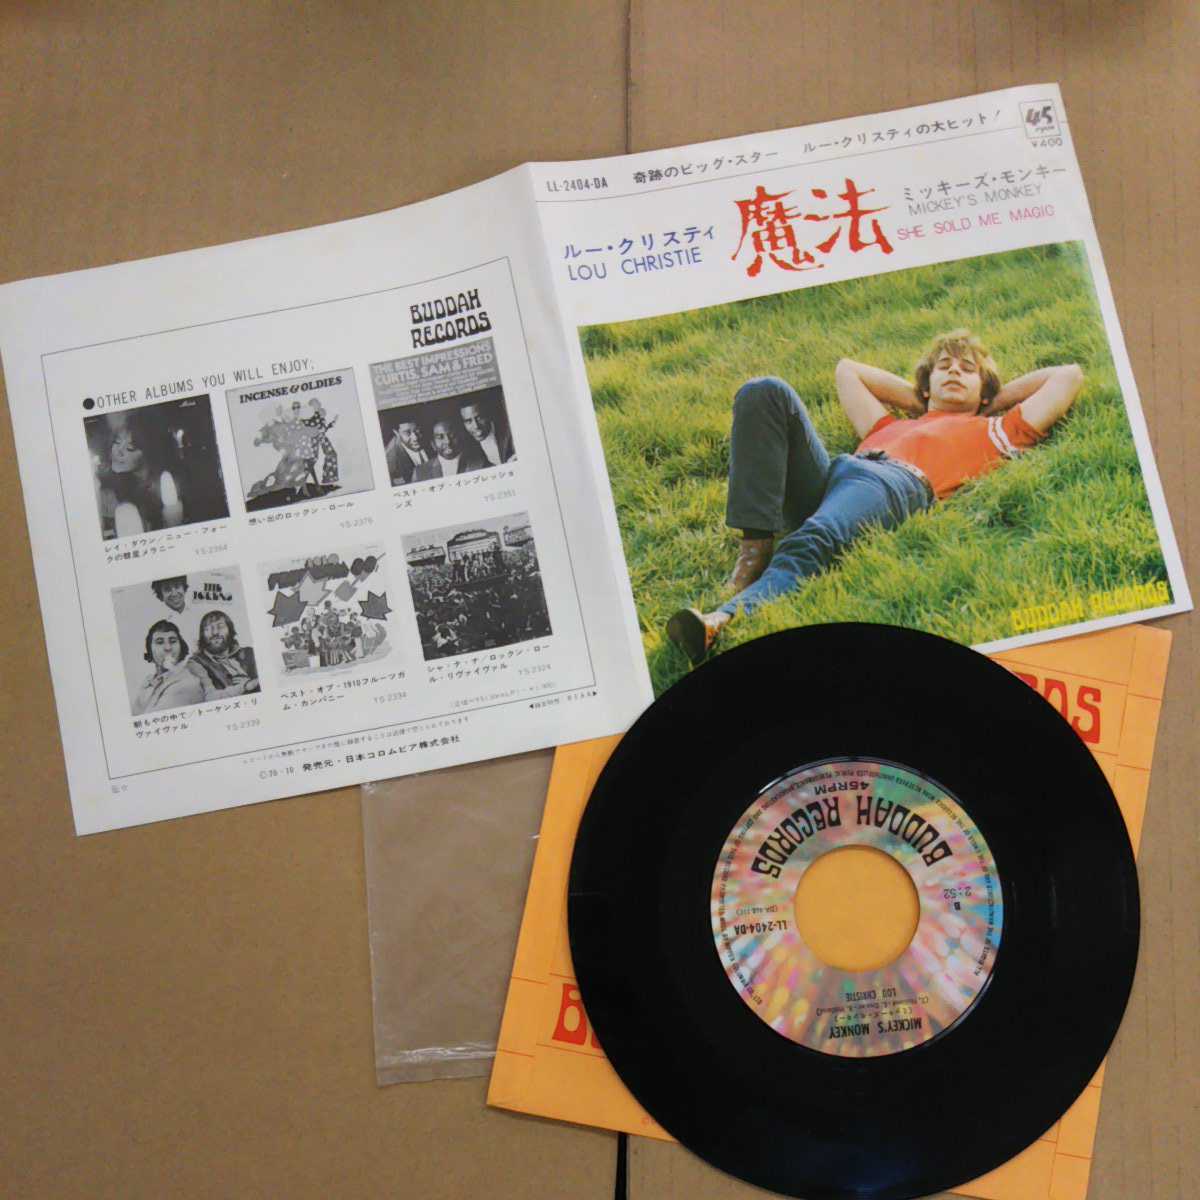 LL-2404-DA 奇跡のビッグ・スター ルー・クリスティの大ヒット!
45
¥400
ルー・クリスティ
LOU CHRISTIE
魔法
ミッキーズ・モンキー
MICKEY'S MONKEY
SHE SOLD ME MAGIC
BUDDAH RECORDS
BUDDAH
RECORDS
●OTHER ALBUMS YOU WILL ENJOY;
INCENSE & OLDIES
THE BEST IMPRESSIONS
CURTIS, SAM & FRED
レイ・ダウン/ニュー・フォー
クの彗星メラニー
YS-2364
想い出のロックン・ロール
YS-2376
ベスト・オブ・インプレッショ
ンズ
YS-2351
朝もやの中で/トーケンズ・リ
ヴァイヴァル
YS-2339
ベスト・オブ・1910フルーツガ
ム・カンパニー
YS-2334
シャ・ナ・ナ/ロックン・ロー
ル・リヴァイヴァル
YS-2324
発売元・日本コロムビア株式会社
45RPM
BUDDAH RECORDS
B
2:52
LL-2404-DA
MICKEY'S MONKEY
(ミッキーズ・モンキー)
LOU CHRISTIE